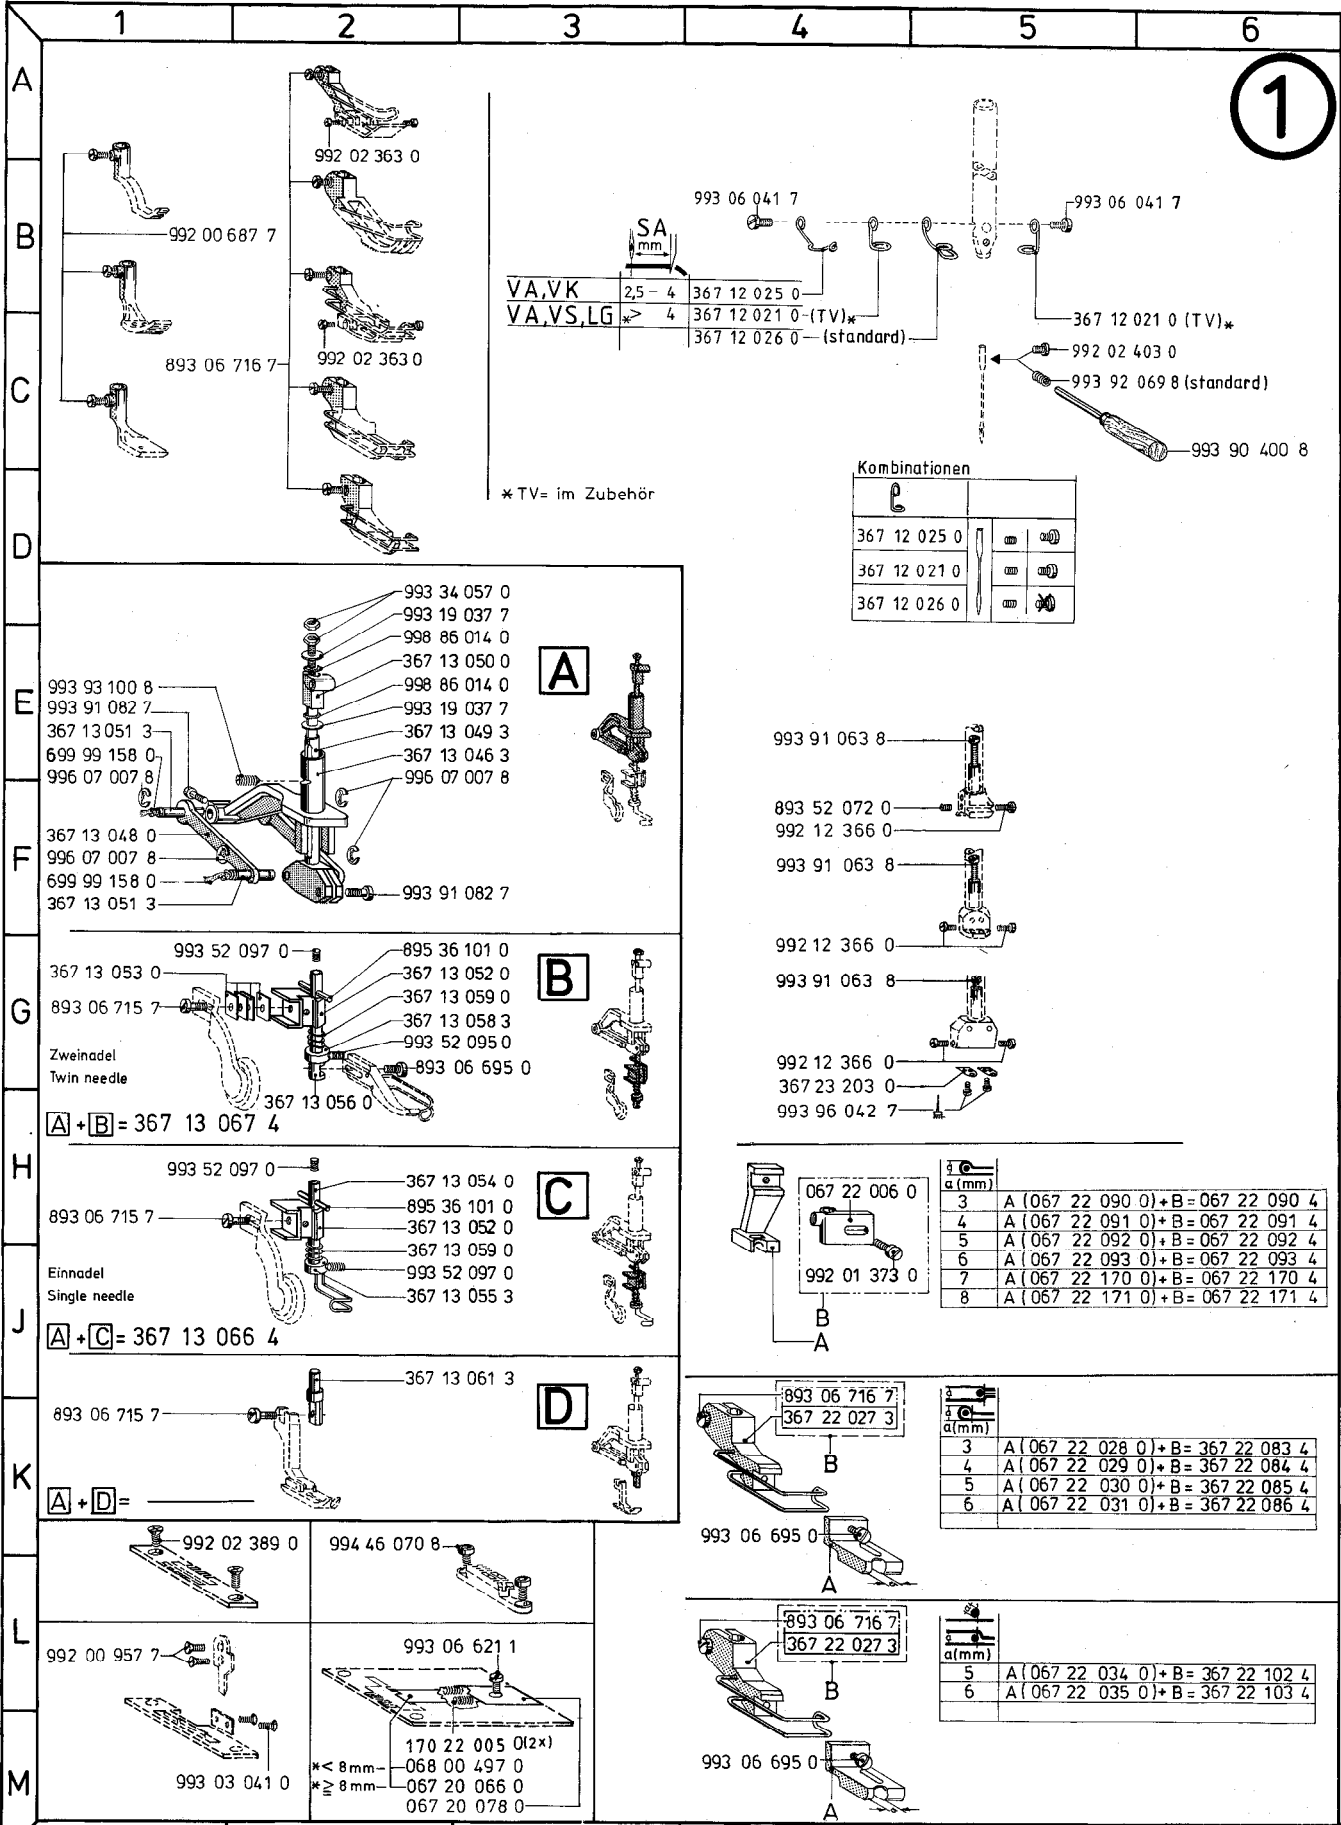 1 2 3 4 5 6
1
A
B
C
D
E
F
G
H
J
K
L
M
992 02 363 0
992 00 687 7
992 02 363 0
893 06 716 7
SA
mm
VA,VK 2,5 - 4 367 12 025 0
VA,VS,LG *> 4 367 12 021 0-(TV)*
367 12 026 0-(standard)
* TV= im Zubehör
993 06 041 7
993 06 041 7
367 12 021 0 (TV)*
992 02 403 0
993 92 069 8 (standard)
993 90 400 8
Kombinationen
367 12 025 0
367 12 021 0
367 12 026 0
A
993 34 057 0
993 19 037 7
998 86 014 0
367 13 050 0
998 86 014 0
993 19 037 7
367 13 049 3
367 13 046 3
996 07 007 8
993 93 100 8
993 91 082 7
367 13 051 3
699 99 158 0
996 07 007 8
367 13 048 0
996 07 007 8
699 99 158 0
367 13 051 3
993 91 082 7
B
993 52 097 0
367 13 053 0
893 06 715 7
895 36 101 0
367 13 052 0
367 13 059 0
367 13 058 3
993 52 095 0
893 06 695 0
367 13 056 0
Zweinadel
Twin needle
A + B = 367 13 067 4
C
993 52 097 0
893 06 715 7
367 13 054 0
895 36 101 0
367 13 052 0
367 13 059 0
993 52 097 0
367 13 055 3
Einnadel
Single needle
A + C = 367 13 066 4
D
367 13 061 3
893 06 715 7
A + D =
992 02 389 0
994 46 070 8
992 00 957 7
993 03 041 0
993 06 621 1
170 22 005 0(2x)
*< 8mm 068 00 497 0
*≧ 8mm 067 20 066 0
067 20 078 0
993 91 063 8
893 52 072 0
992 12 366 0
993 91 063 8
992 12 366 0
993 91 063 8
992 12 366 0
367 23 203 0
993 96 042 7
067 22 006 0
992 01 373 0
B
A
a (mm)
3 A (067 22 090 0)+B= 067 22 090 4
4 A (067 22 091 0)+B= 067 22 091 4
5 A (067 22 092 0)+B= 067 22 092 4
6 A (067 22 093 0)+B= 067 22 093 4
7 A (067 22 170 0)+B= 067 22 170 4
8 A (067 22 171 0)+B= 067 22 171 4
893 06 716 7
367 22 027 3
B
993 06 695 0
A
a
a
a(mm)
3 A (067 22 028 0)+B= 367 22 083 4
4 A (067 22 029 0)+B= 367 22 084 4
5 A (067 22 030 0)+B= 367 22 085 4
6 A (067 22 031 0)+B= 367 22 086 4
893 06 716 7
367 22 027 3
B
993 06 695 0
A
a(mm)
5 A (067 22 034 0)+B= 367 22 102 4
6 A (067 22 035 0)+B= 367 22 103 4